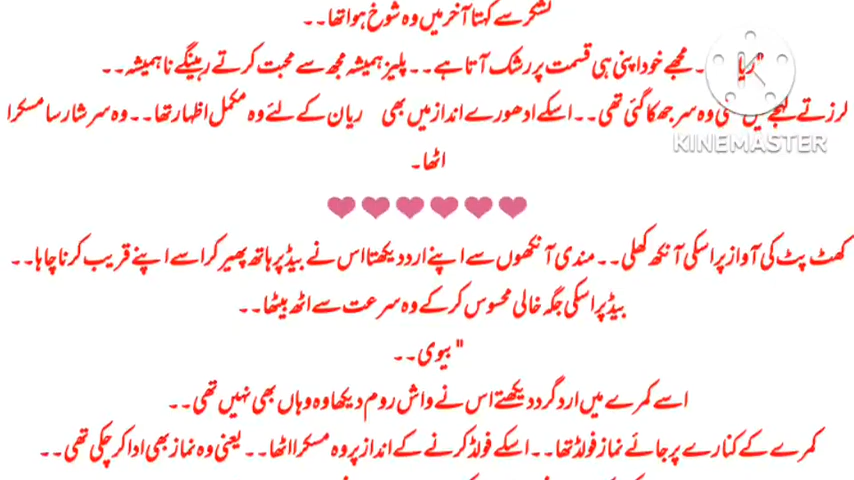 تشکر سے کہتا آخر میں وہ شوخ ہوا تھا۔۔
"ریا ۔ مجھے خود اپنی ہی قسمت پر رشک آتا ہے۔۔ پلیز ہمیشہ مجھ سے محبت کرتے رہینگے نا ہمیشہ۔۔
لرزتے لہجے میں وہ سر جھکا گئی تھی۔۔ اسکے ادھورے انداز میں بھی ریان کے لئے وہ مکمل اظہار تھا۔۔ وہ سرشار سا مسکرا
اٹھا۔
KINEMASTER
کھٹ پٹ کی آواز پر اسکی آنکھ کھلی۔۔ مندی آنکھوں سے اپنے ارد دیکھتا اس نے بیڈ پر ہاتھ پھیر کر اسے اپنے قریب کرنا چاہا۔۔
بیڈ پر اسکی جگہ خالی محسوس کر کے وہ سرعت سے اٹھ بیٹھا۔۔
" بیوی۔۔
اسے کمرے میں ارد گرد دیکھتے اس نے واش روم دیکھا وہ وہاں بھی نہیں تھی۔۔
کمرے کے کنارے پر جائے نماز فولڈ تھا۔۔ اسکے فولڈ کرنے کے انداز پر وہ مسکرا اٹھا۔۔ یعنی وہ نماز بھی ادا کر چکی تھی۔۔